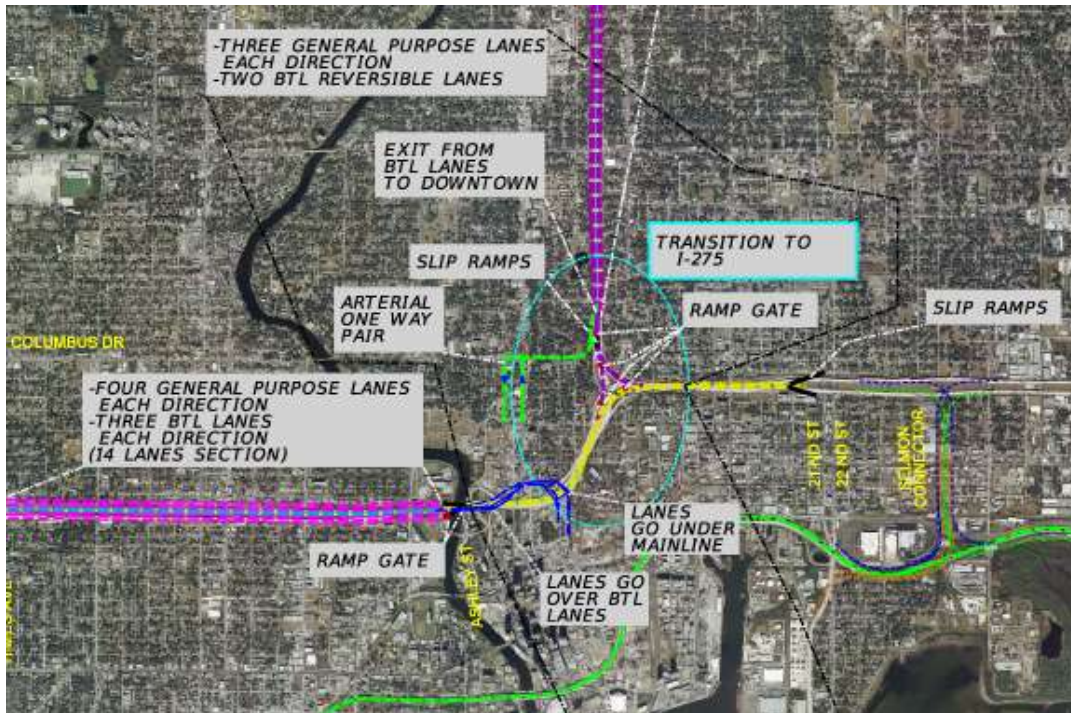 -THREE GENERAL PURPOSE LANES
EACH DIRECTION
-TWO BTL REVERSIBLE LANES
EXIT FROM
BTL LANES
TO DOWNTOWN
TRANSITION TO
I-275
SLIP RAMPS
ARTERIAL
ONE WAY
PAIR
RAMP GATE
SLIP RAMPS
COLUMBUS DR
-FOUR GENERAL PURPOSE LANES
EACH DIRECTION
-THREE BTL LANES
EACH DIRECTION
(14 LANES SECTION)
22ND ST
SELMON
CONNECTOR
LANES
GO UNDER
MAINLINE
RAMP GATE
ASHLEY ST
LANES GO
OVER BTL
LANES